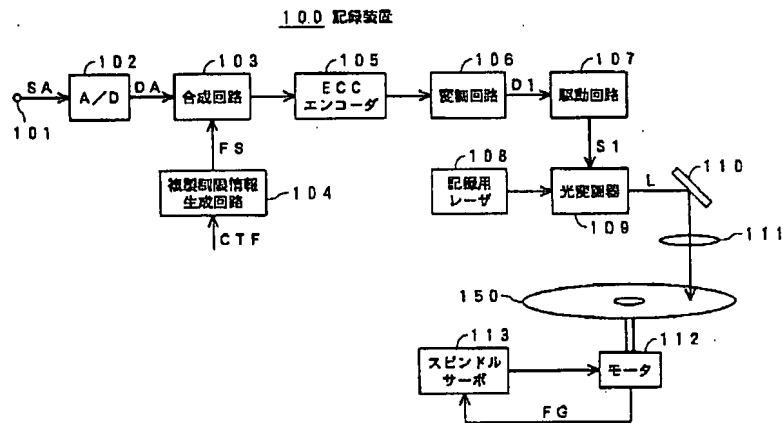 100 記録装置
102
103
105
106
107
SA
A/D
DA
合成回路
ECC
エンコーダ
変調回路
D1
駆動回路
101
FS
S1
108
110
複製制限情報
生成回路
104
記録用
レーザ
光変調器
L
109
111
CTF
150
113
112
スピンドル
サーボ
モータ
FG